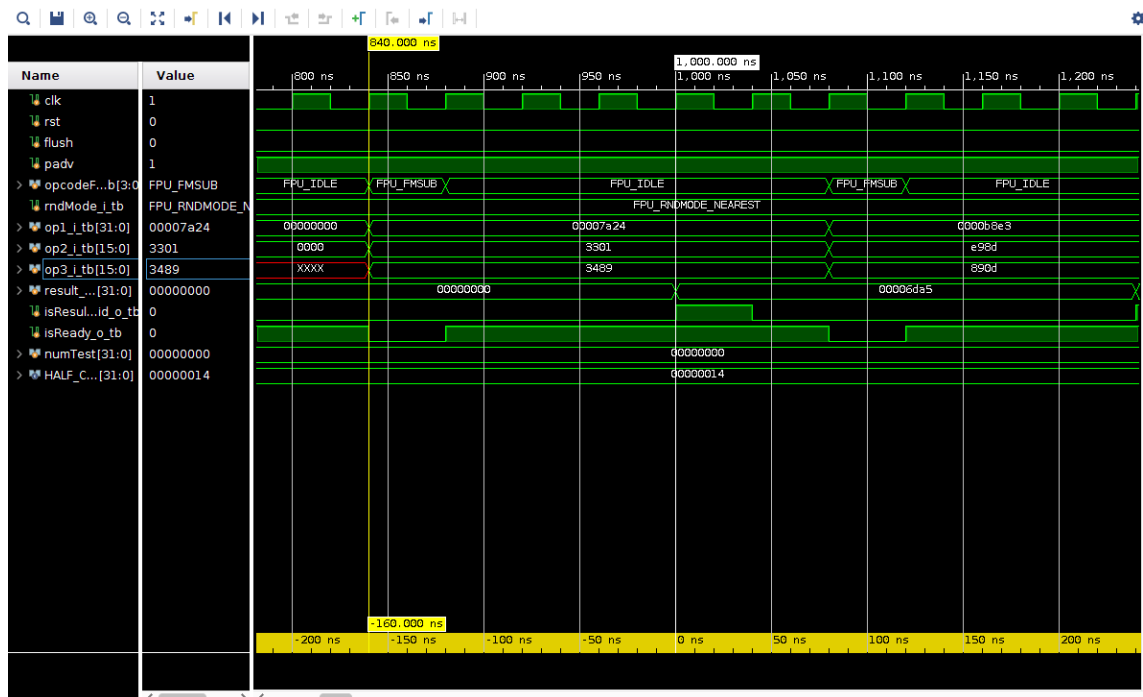 840.000 ns
1,000.000 ns
Name Value
800 ns 850 ns 900 ns 950 ns 1,000 ns 1,050 ns 1,100 ns 1,150 ns 1,200 ns
clk 1
rst 0
flush 0
padv 1
opcodeF...b[3:0 FPU_FMSUB FPU_IDLE FPU_FMSUB FPU_IDLE FPU_FMSUB FPU_IDLE
rndMode_i_tb FPU_RNDMODE_N FPU_RNDMODE_NEAREST
op1_i_tb[31:0] 00007a24 00000000 00007a24 0000b8e3
op2_i_tb[15:0] 3301 0000 3301 e98d
op3_i_tb[15:0] 3489 XXXX 3489 890d
result_...[31:0] 00000000 00000000 00006da5
isResul...id_o_tb 0
isReady_o_tb 0
numTest[31:0] 00000000 00000000
HALF_C...[31:0] 00000014 00000014
-160.000 ns
-200 ns -150 ns -100 ns -50 ns 0 ns 50 ns 100 ns 150 ns 200 ns